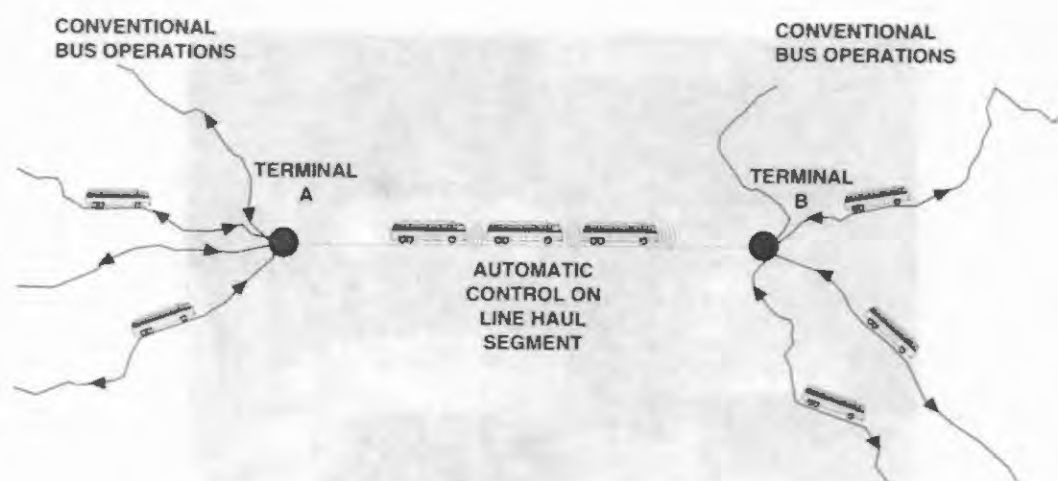 CONVENTIONAL
BUS OPERATIONS
CONVENTIONAL
BUS OPERATIONS
TERMINAL
A
TERMINAL
B
AUTOMATIC
CONTROL ON
LINE HAUL
SEGMENT